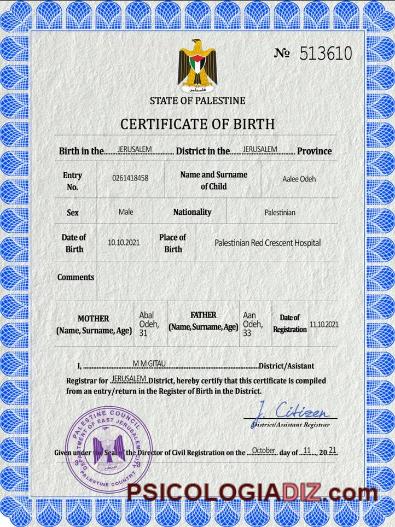 № 513610
STATE OF PALESTINE
CERTIFICATE OF BIRTH
Birth in the JERUSALEM District in the JERUSALEM Province
Entry No. 0261418458 Name and Surname of Child Aalee Odeh
Sex Male Nationality Palestinian
Date of Birth 10.10.2021 Place of Birth Palestinian Red Crescent Hospital
Comments
MOTHER (Name, Surname, Age) Abal Odeh, 31 FATHER (Name, Surname, Age) Aan Odeh, 33 Date of Registration 11.10.2021
I, M M GITAU District/Asistant
Registrar for JERUSALEM District, hereby certify that this certificate is compiled
from an entry/return in the Register of Birth in the District.
J. Citizen
District/Assistant Registrar
PALESTINE COUNCIL
DEPARTMENT OF EAST JERUSALEM
PALESTINE COUNTRY
Given under the Seal of the Director of Civil Registration on the October day of 11 20 21
PSICOLOGIADIZ.com